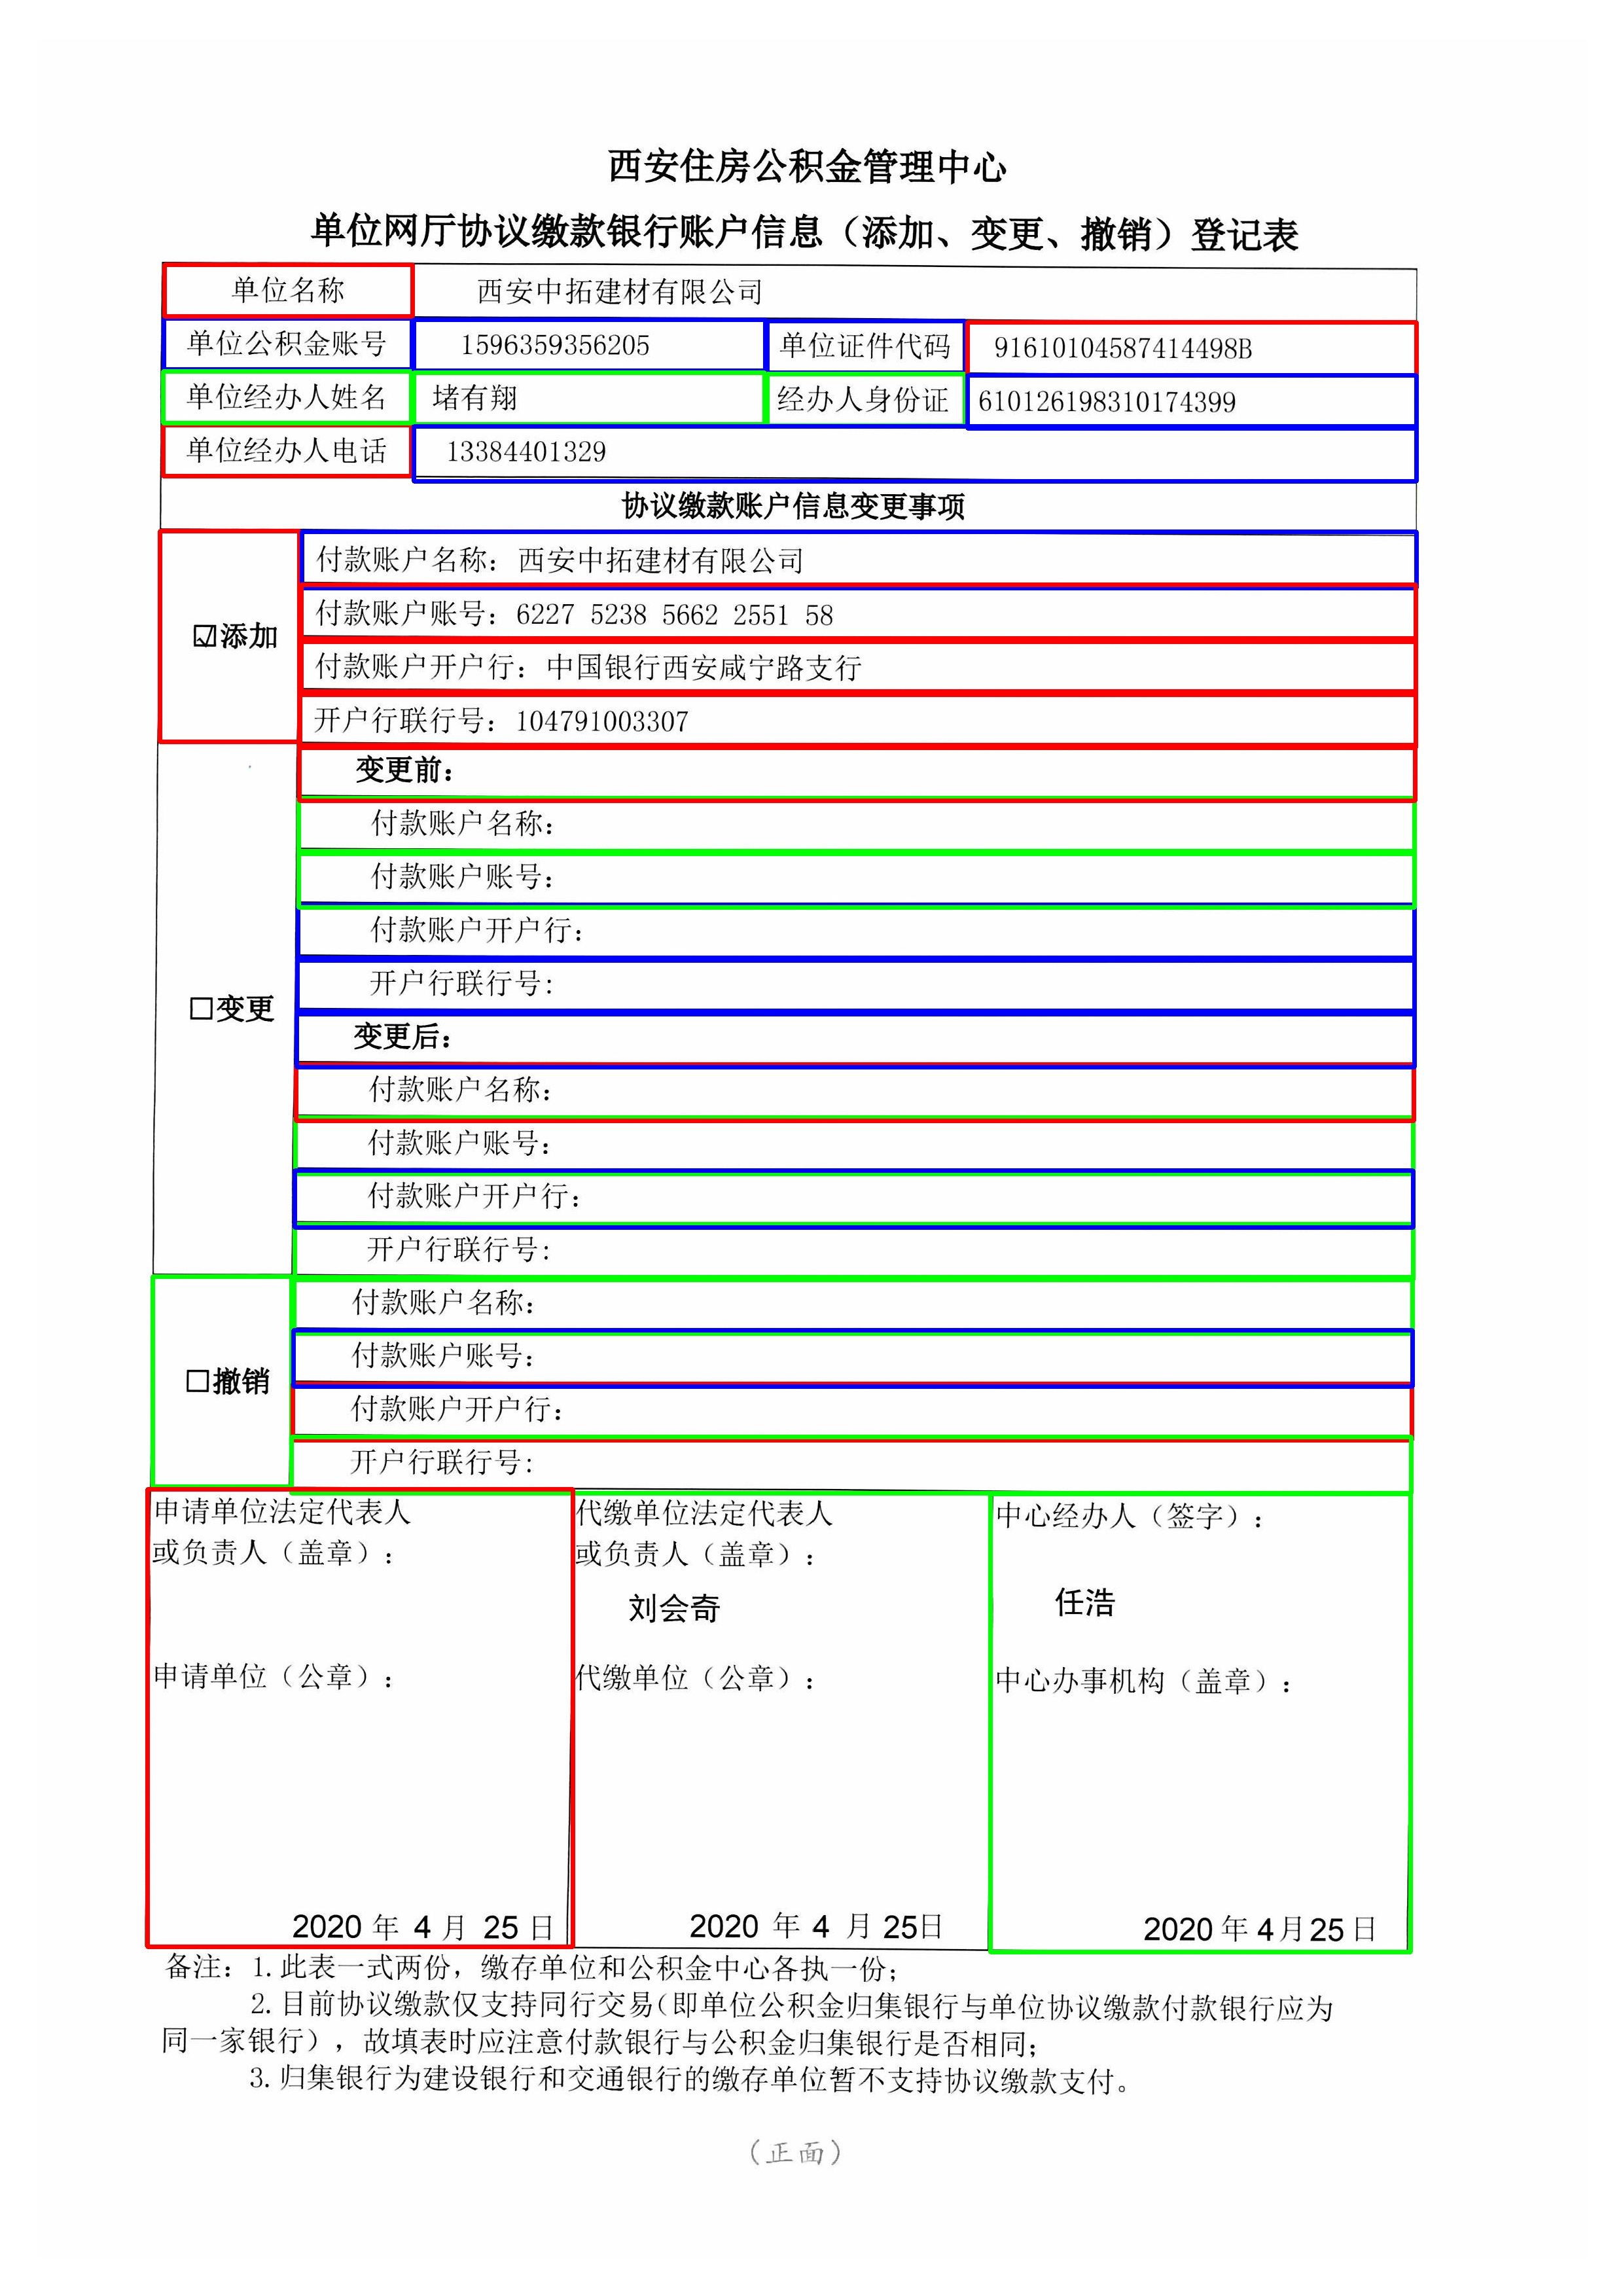 西安住房公积金管理中心
单位网厅协议缴款银行账户信息（添加、变更、撤销）登记表
单位名称 西安中拓建材有限公司
单位公积金账号 1596359356205 单位证件代码 91610104587414498B
单位经办人姓名 堵有翔 经办人身份证 610126198310174399
单位经办人电话 13384401329
协议缴款账户信息变更事项
☑添加
付款账户名称：西安中拓建材有限公司
付款账户账号：6227 5238 5662 2551 58
付款账户开户行：中国银行西安咸宁路支行
开户行联行号：104791003307
□变更
变更前：
付款账户名称：
付款账户账号：
付款账户开户行：
开户行联行号：
变更后：
付款账户名称：
付款账户账号：
付款账户开户行：
开户行联行号：
□撤销
付款账户名称：
付款账户账号：
付款账户开户行：
开户行联行号：
申请单位法定代表人
或负责人（盖章）：
申请单位（公章）：
2020 年 4 月 25 日
代缴单位法定代表人
或负责人（盖章）：
刘会奇
代缴单位（公章）：
2020 年 4 月 25日
中心经办人（签字）：
任浩
中心办事机构（盖章）：
2020 年 4月25 日
备注：1.此表一式两份，缴存单位和公积金中心各执一份；
2.目前协议缴款仅支持同行交易（即单位公积金归集银行与单位协议缴款付款银行应为
同一家银行），故填表时应注意付款银行与公积金归集银行是否相同；
3.归集银行为建设银行和交通银行的缴存单位暂不支持协议缴款支付。
（正面）